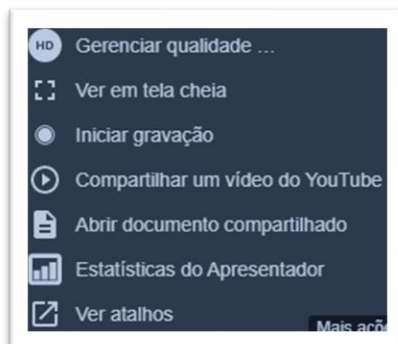 HD Gerenciar qualidade ...
Ver em tela cheia
Iniciar gravação
Compartilhar um vídeo do YouTube
Abrir documento compartilhado
Estatísticas do Apresentador
Ver atalhos
Mais